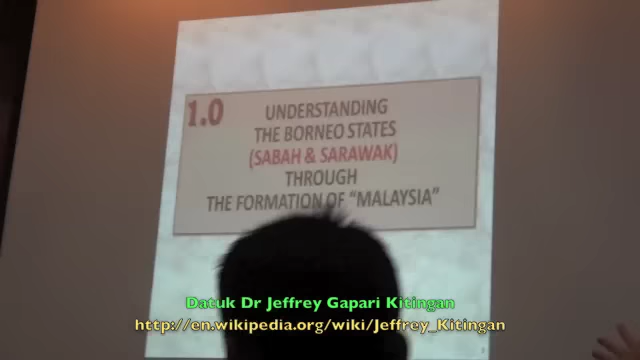 1.0
UNDERSTANDING
THE BORNEO STATES
(SABAH & SARAWAK)
THROUGH
THE FORMATION OF "MALAYSIA"
Datuk Dr Jeffrey Gapari Kitingan
http://en.wikipedia.org/wiki/Jeffrey_Kitingan